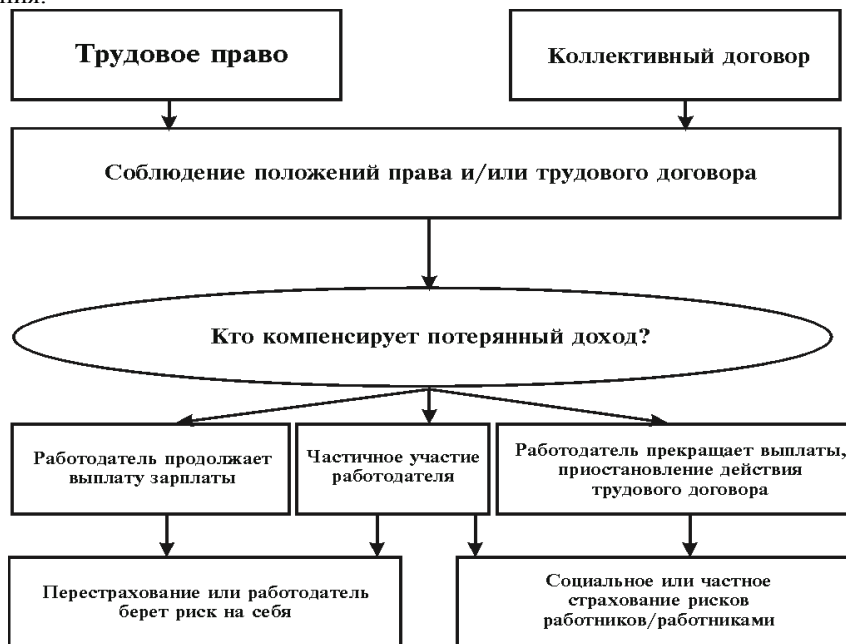 ния.
Трудовое право
Коллективный договор
Соблюдение положений права и/или трудового договора
Кто компенсирует потерянный доход?
Работодатель продолжает
выплату зарплаты
Частичное участие
работодателя
Работодатель прекращает выплаты,
приостановление действия
трудового договора
Перестрахование или работодатель
берет риск на себя
Социальное или частное
страхование рисков
работников/работниками